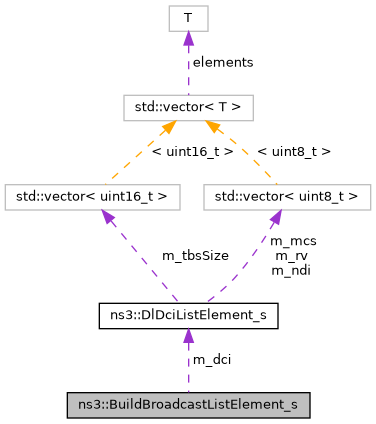 T
elements
std::vector< T >
< uint16_t >
< uint8_t >
std::vector< uint16_t >
std::vector< uint8_t >
m_tbsSize
m_mcs
m_rv
m_ndi
ns3::DlDciListElement_s
m_dci
ns3::BuildBroadcastListElement_s